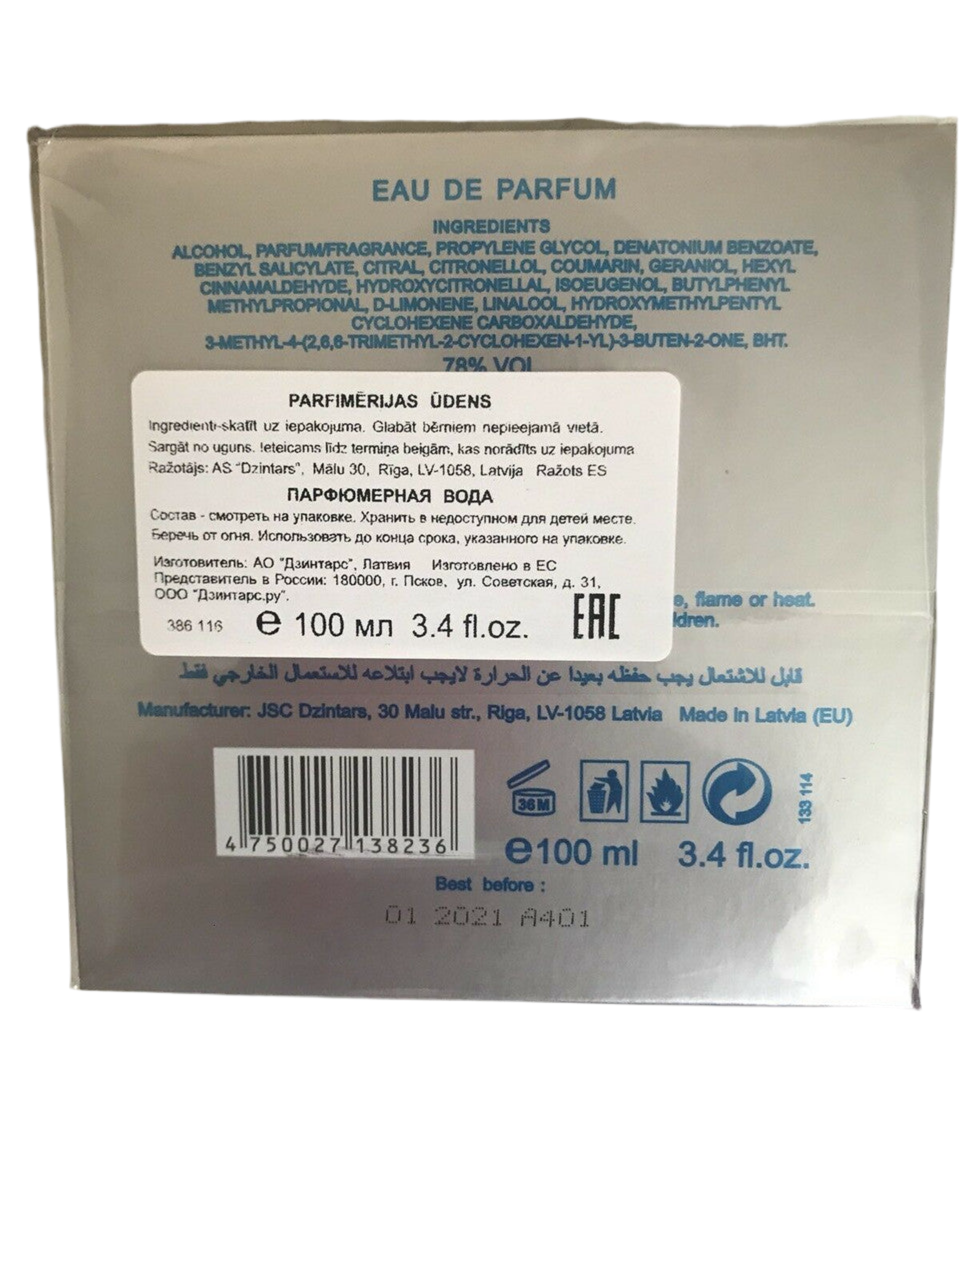 EAU DE PARFUM
INGREDIENTS
ALCOHOL, PARFUM/FRAGRANCE, PROPYLENE GLYCOL, DENATONIUM BENZOATE,
BENZYL SALICYLATE, CITRAL, CITRONELLOL, COUMARIN, GERANIOL, HEXYL
CINNAMALDEHYDE, HYDROXYCITRONELLAL, ISOEUGENOL, BUTYLPHENYL
METHYLPROPIONAL, D-LIMONENE, LINALOOL, HYDROXYMETHYLPENTYL
CYCLOHEXENE CARBOXALDEHYDE,
3-METHYL-4-(2,6,6-TRIMETHYL-2-CYCLOHEXEN-1-YL)-3-BUTEN-2-ONE, BHT.
78% VOL
PARFIMĒRIJAS ŪDENS
Ingredienti-skatīt uz iepakojuma. Glabāt bērniem nepieejamā vietā.
Sargāt no uguns. Ieteicams līdz termiņa beigām, kas norādīts uz iepakojuma
Ražotājs: AS "Dzintars", Mālu 30, Rīga, LV-1058, Latvija Ražots ES
ПАРФЮМЕРНАЯ ВОДА
Состав - смотреть на упаковке. Хранить в недоступном для детей месте.
Беречь от огня. Использовать до конца срока, указанного на упаковке.
Изготовитель: АО "Дзинтарс", Латвия Изготовлено в ЕС
Представитель в России: 180000, г. Псков, ул. Советская, д. 31,
ООО "Дзинтарс.ру".
386 116 e 100 мл 3.4 fl.oz. EAC
e, flame or heat.
ldren.
قابل للاشتعال يجب حفظه بعيدا عن الحرارة لايجب ابتلاعه للاستعمال الخارجي فقط
Manufacturer: JSC Dzintars, 30 Malu str., Riga, LV-1058 Latvia Made in Latvia (EU)
4 750027 138236
36 M
133 114
e100 ml 3.4 fl.oz.
Best before :
01 2021 A401